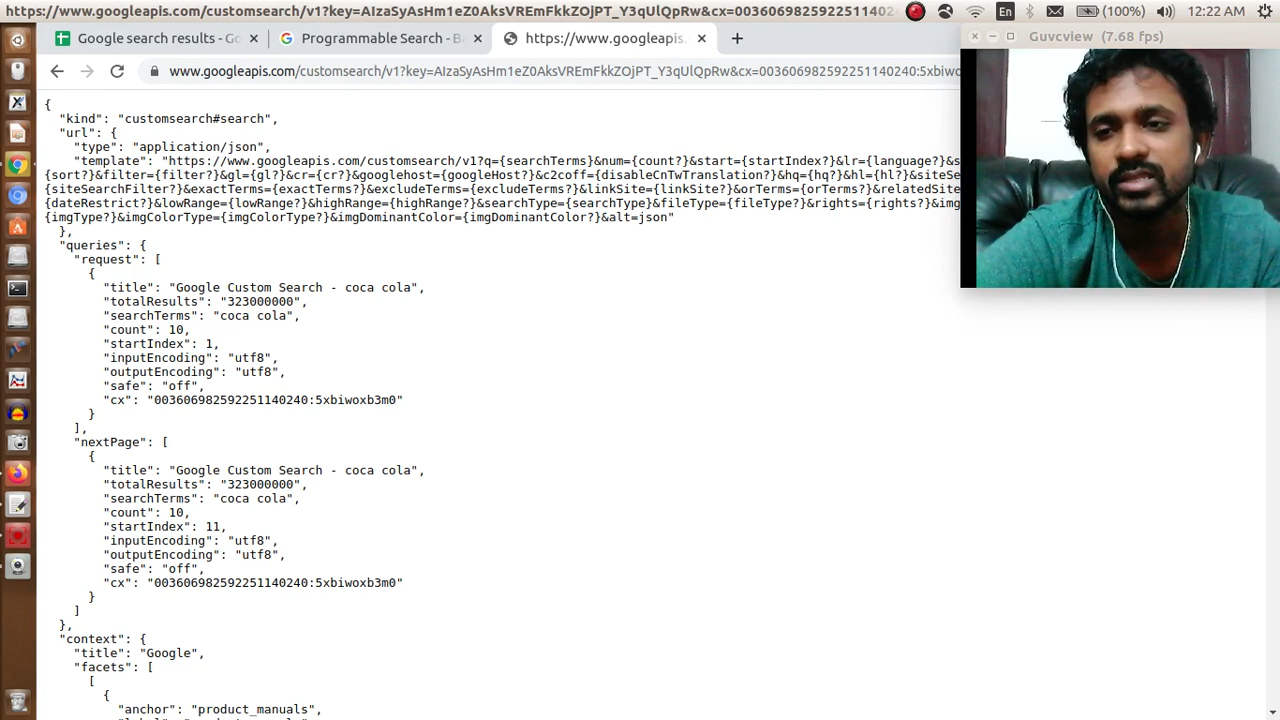 https://www.googleapis.com/customsearch/v1?key=AIzaSyAsHm1eZ0AksVREmFkkZOjPT_Y3qUlQpRw&cx=00360698259225114024
En
(100%)
12:22 AM
Google search results - Go
Programmable Search - Ba
https://www.googleapis.
Guvcview (7.68 fps)
www.googleapis.com/customsearch/v1?key=AIzaSyAsHm1eZ0AksVREmFkkZOjPT_Y3qUlQpRw&cx=003606982592251140240:5xbiwo
{
"kind": "customsearch#search",
"url": {
"type": "application/json",
"template": "https://www.googleapis.com/customsearch/v1?q={searchTerms}&num={count?}&start={startIndex?}&lr={language?}&s
{sort?}&filter={filter?}&gl={gl?}&cr={cr?}&googlehost={googleHost?}&c2coff={disableCnTwTranslation?}&hq={hq?}&hl={hl?}&siteSe
{siteSearchFilter?}&exactTerms={exactTerms?}&excludeTerms={excludeTerms?}&linkSite={linkSite?}&orTerms={orTerms?}&relatedSite
{dateRestrict?}&lowRange={lowRange?}&highRange={highRange?}&searchType={searchType}&fileType={fileType?}&rights={rights?}&img
{imgType?}&imgColorType={imgColorType?}&imgDominantColor={imgDominantColor?}&alt=json"
},
"queries": {
"request": [
{
"title": "Google Custom Search - coca cola",
"totalResults": "323000000",
"searchTerms": "coca cola",
"count": 10,
"startIndex": 1,
"inputEncoding": "utf8",
"outputEncoding": "utf8",
"safe": "off",
"cx": "003606982592251140240:5xbiwoxb3m0"
}
],
"nextPage": [
{
"title": "Google Custom Search - coca cola",
"totalResults": "323000000",
"searchTerms": "coca cola",
"count": 10,
"startIndex": 11,
"inputEncoding": "utf8",
"outputEncoding": "utf8",
"safe": "off",
"cx": "003606982592251140240:5xbiwoxb3m0"
}
]
},
"context": {
"title": "Google",
"facets": [
[
{
"anchor": "product_manuals",